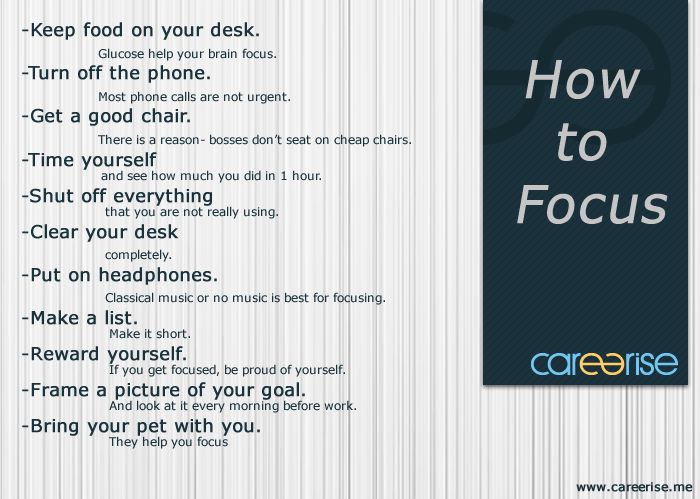 -Keep food on your desk.
Glucose help your brain focus.
-Turn off the phone.
Most phone calls are not urgent.
-Get a good chair.
There is a reason- bosses don’t seat on cheap chairs.
-Time yourself
and see how much you did in 1 hour.
-Shut off everything
that you are not really using.
-Clear your desk
completely.
-Put on headphones.
Classical music or no music is best for focusing.
-Make a list.
Make it short.
-Reward yourself.
If you get focused, be proud of yourself.
-Frame a picture of your goal.
And look at it every morning before work.
-Bring your pet with you.
They help you focus
How
to
Focus
careerise
www.careerise.me